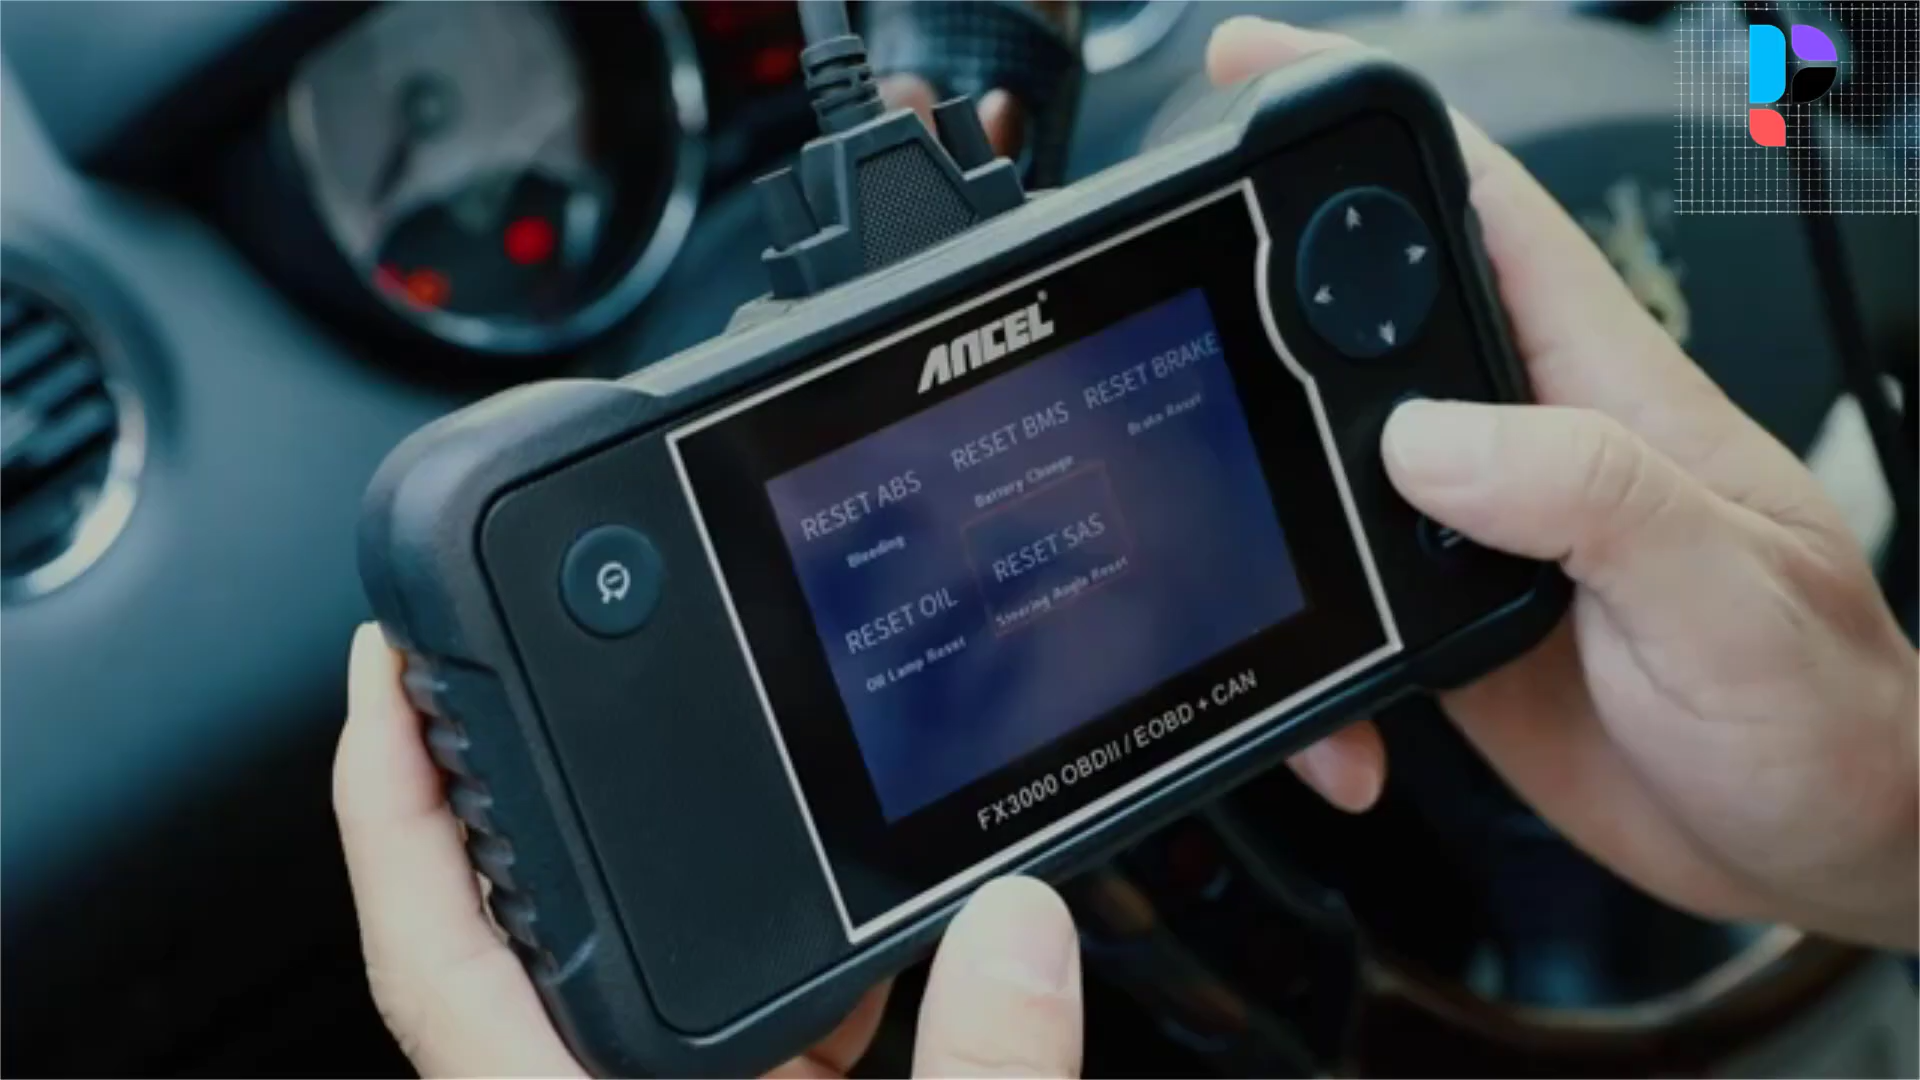 ANCEL®
RESET ABS
Bleeding
RESET BMS
Battery Change
RESET BRAKE
Brake Reset
RESET OIL
Oil Lamp Reset
RESET SAS
Steering Angle Reset
FX3000 OBDII / EOBD + CAN